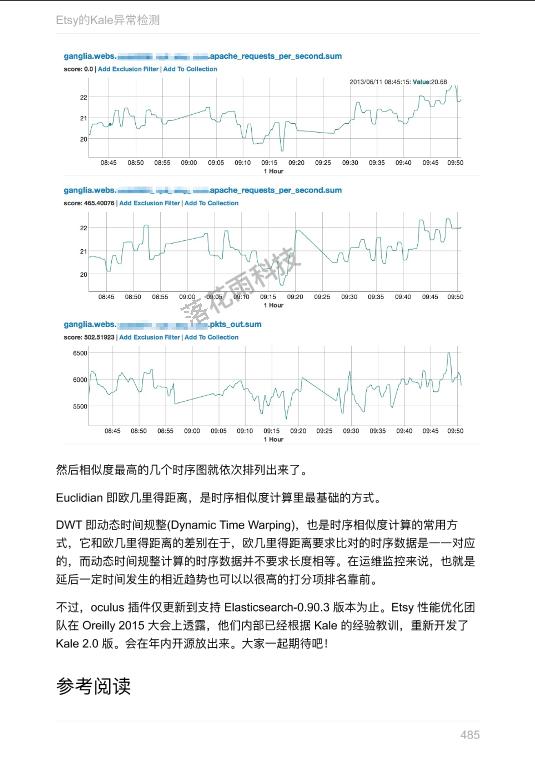 Etsy的Kale异常检测
ganglia.webs. .apache_requests_per_second.sum
score: 0.0 | Add Exclusion Filter | Add To Collection
2013/06/11 08:45:15: Value:20.68
22
21
20
08:45 08:50 08:55 09:00 09:05 09:10 09:15 09:20 09:25 09:30 09:35 09:40 09:45 09:50
1 Hour
ganglia.webs. .apache_requests_per_second.sum
score: 465.40076 | Add Exclusion Filter | Add To Collection
22
21
20
08:45 08:50 08:55 09:00 09:05 09:10 09:15 09:20 09:25 09:30 09:35 09:40 09:45 09:50
1 Hour
落花雨科技
ganglia.webs. .pkts_out.sum
score: 502.51923 | Add Exclusion Filter | Add To Collection
6500
6000
5500
08:45 08:50 08:55 09:00 09:05 09:10 09:15 09:20 09:25 09:30 09:35 09:40 09:45 09:50
1 Hour
然后相似度最高的几个时序图就依次排列出来了。
Euclidian 即欧几里得距离，是时序相似度计算里最基础的方式。
DWT 即动态时间规整(Dynamic Time Warping)，也是时序相似度计算的常用方
式，它和欧几里得距离的差别在于，欧几里得距离要求比对的时序数据是一一对应
的，而动态时间规整计算的时序数据并不要求长度相等。在运维监控来说，也就是
延后一定时间发生的相近趋势也可以以很高的打分项排名靠前。
不过，oculus 插件仅更新到支持 Elasticsearch-0.90.3 版本为止。Etsy 性能优化团
队在 Oreilly 2015 大会上透露，他们内部已经根据 Kale 的经验教训，重新开发了
Kale 2.0 版。会在年内开源放出来。大家一起期待吧！
参考阅读
485